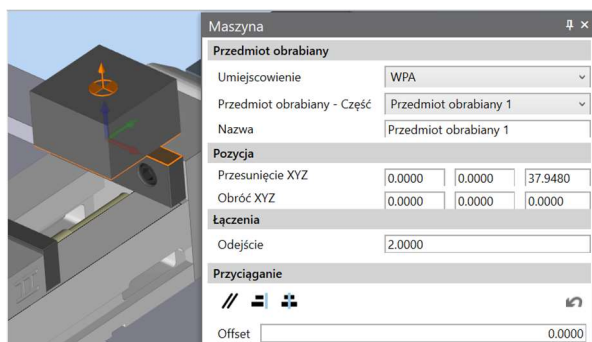 Maszyna
Przedmiot obrabiany
Umiejscowienie WPA
Przedmiot obrabiany - Część Przedmiot obrabiany 1
Nazwa Przedmiot obrabiany 1
Pozycja
Przesunięcie XYZ 0.0000 0.0000 37.9480
Obróć XYZ 0.0000 0.0000 0.0000
Łączenia
Odejście 2.0000
Przyciąganie
Offset 0.0000